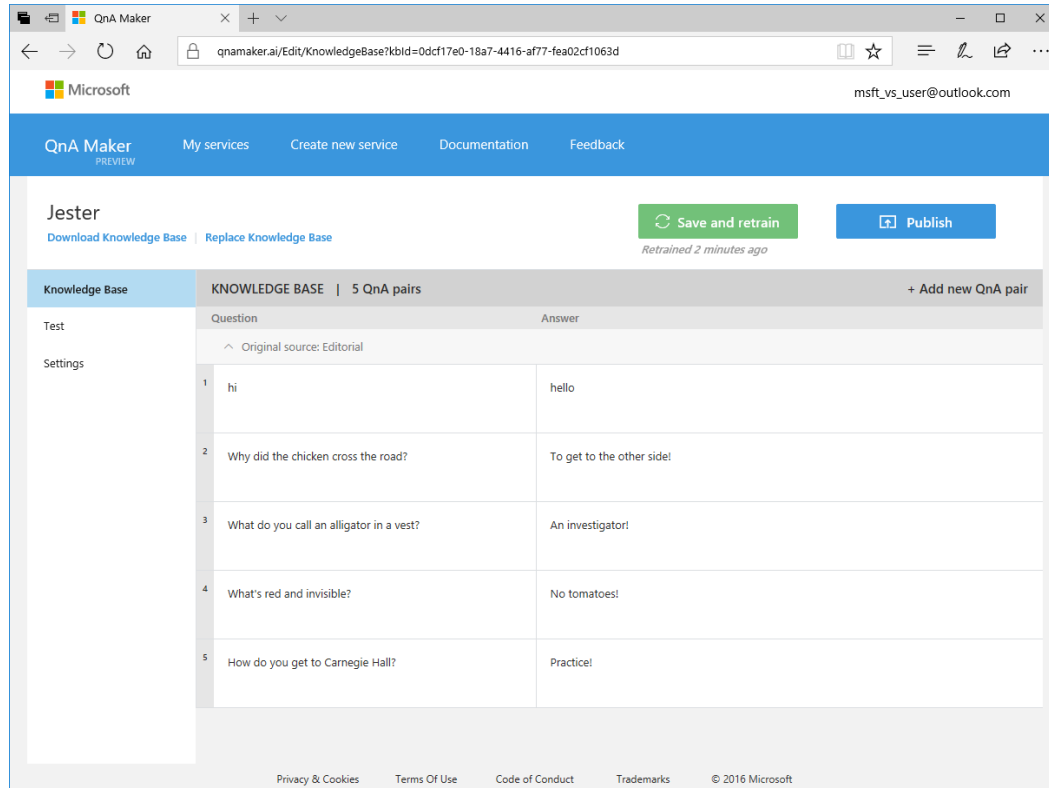 QnA Maker
qnamaker.ai/Edit/KnowledgeBase?kbId=0dcf17e0-18a7-4416-af77-fea02cf1063d
Microsoft
msft_vs_user@outlook.com
QnA Maker My services Create new service Documentation Feedback
PREVIEW
Jester
Save and retrain Publish
Download Knowledge Base | Replace Knowledge Base
Retrained 2 minutes ago
Knowledge Base KNOWLEDGE BASE | 5 QnA pairs + Add new QnA pair
Question Answer
Test
Original source: Editorial
Settings
1 hi hello
2 Why did the chicken cross the road? To get to the other side!
3 What do you call an alligator in a vest? An investigator!
4 What's red and invisible? No tomatoes!
5 How do you get to Carnegie Hall? Practice!
Privacy & Cookies Terms Of Use Code of Conduct Trademarks © 2016 Microsoft